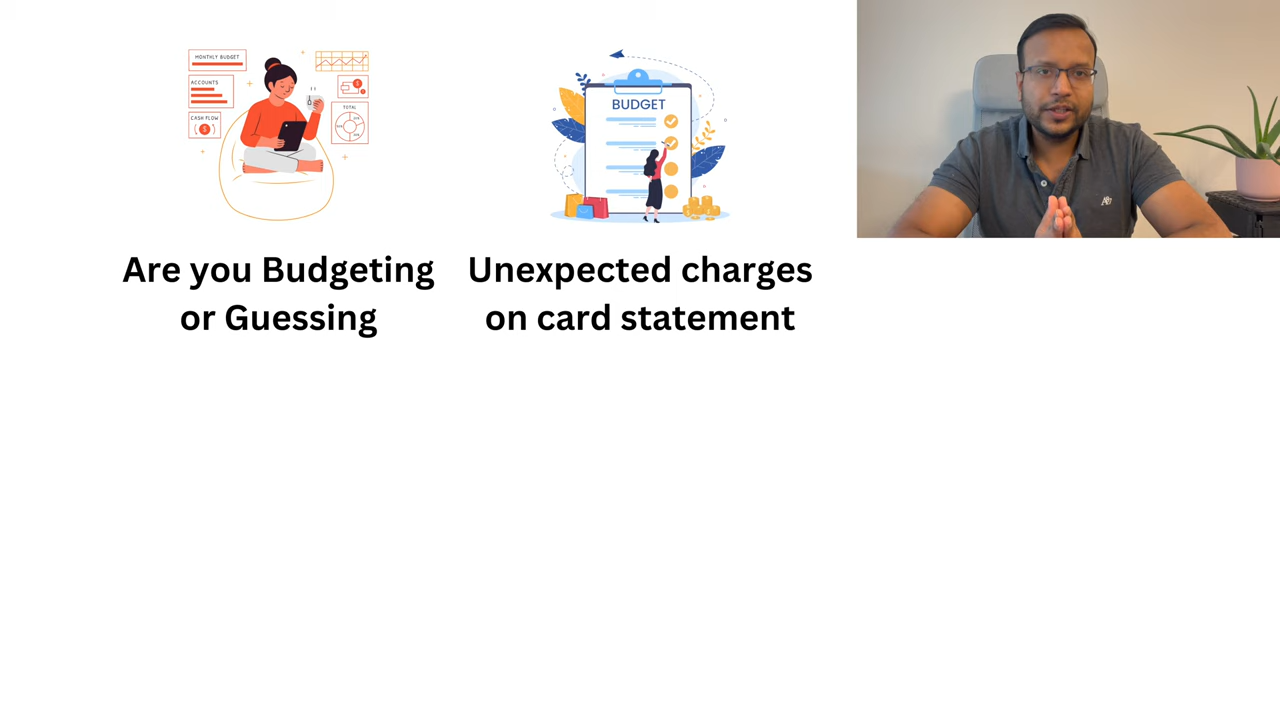 MONTHLY BUDGET
ACCOUNTS
CASH FLOW
TOTAL
BUDGET
Are you Budgeting
or Guessing
Unexpected charges
on card statement